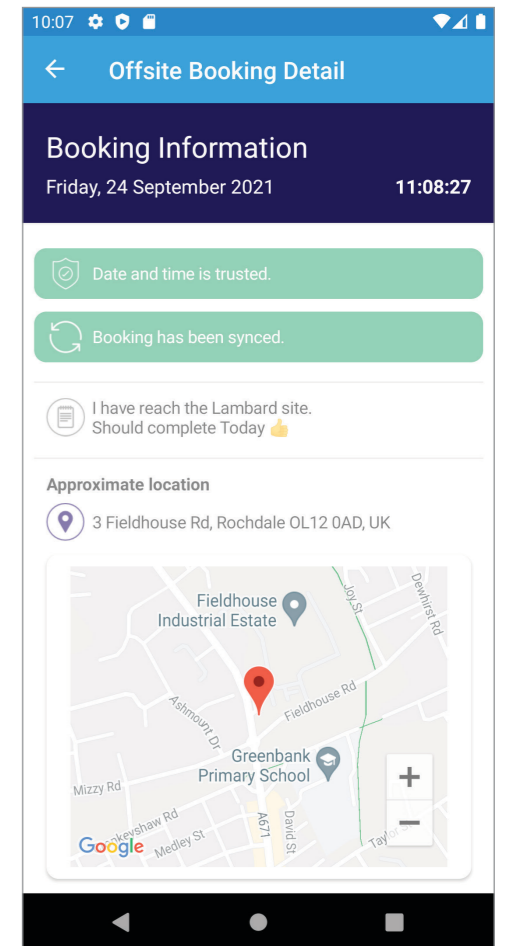 10:07
Offsite Booking Detail
Booking Information
Friday, 24 September 2021 11:08:27
Date and time is trusted.
Booking has been synced.
I have reach the Lambard site.
Should complete Today 👍
Approximate location
3 Fieldhouse Rd, Rochdale OL12 0AD, UK
Fieldhouse
Industrial Estate
Joy St
Dewhirst Rd
Ashmount Dr
Fieldhouse Rd
Greenbank
Primary School
Mizzy Rd
Rd
Medley St
A671
David St
Google
+
−